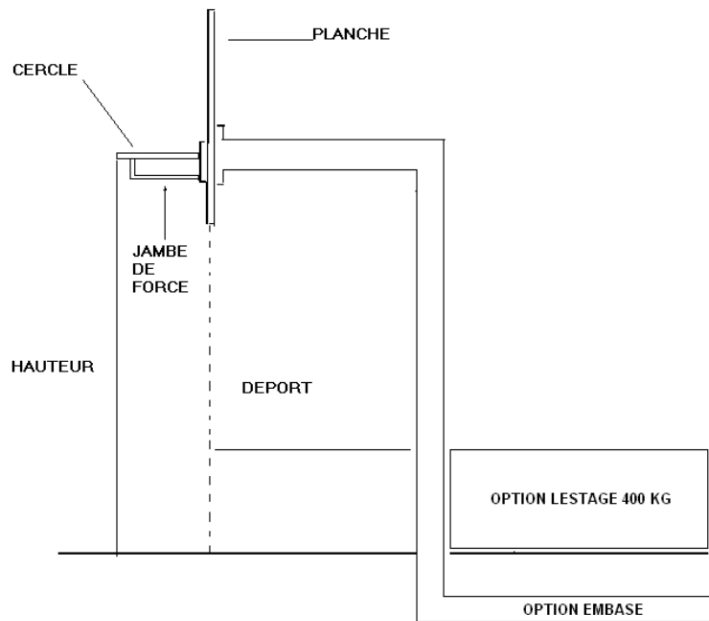 PLANCHE
CERCLE
JAMBE
DE
FORCE
HAUTEUR
DEPORT
OPTION LESTAGE 400 KG
OPTION EMBASE